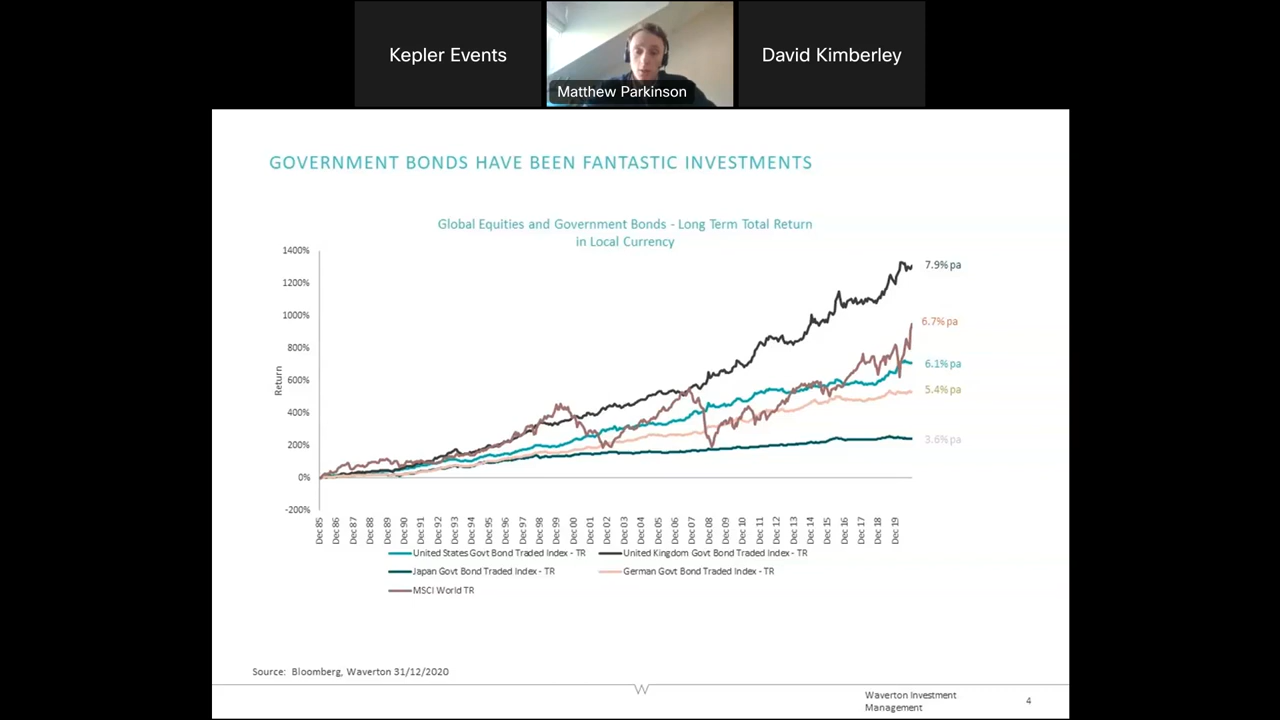 Kepler Events
Matthew Parkinson
David Kimberley
GOVERNMENT BONDS HAVE BEEN FANTASTIC INVESTMENTS
Global Equities and Government Bonds - Long Term Total Return
in Local Currency
1400%
1200%
1000%
800%
600%
400%
200%
0%
-200%
Return
7.9% pa
6.7% pa
6.1% pa
5.4% pa
3.6% pa
Dec 85
Dec 86
Dec 87
Dec 88
Dec 89
Dec 90
Dec 91
Dec 92
Dec 93
Dec 94
Dec 95
Dec 96
Dec 97
Dec 98
Dec 99
Dec 00
Dec 01
Dec 02
Dec 03
Dec 04
Dec 05
Dec 06
Dec 07
Dec 08
Dec 09
Dec 10
Dec 11
Dec 12
Dec 13
Dec 14
Dec 15
Dec 16
Dec 17
Dec 18
Dec 19
United States Govt Bond Traded Index - TR
United Kingdom Govt Bond Traded Index - TR
Japan Govt Bond Traded Index - TR
German Govt Bond Traded Index - TR
MSCI World TR
Source: Bloomberg, Waverton 31/12/2020
Waverton Investment
Management
4